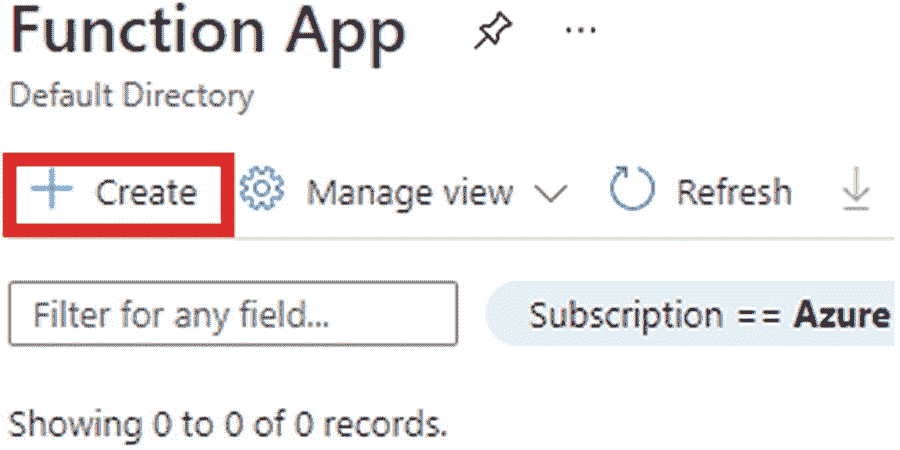 Function App
Default Directory
Create Manage view Refresh
Filter for any field... Subscription == Azure
Showing 0 to 0 of 0 records.